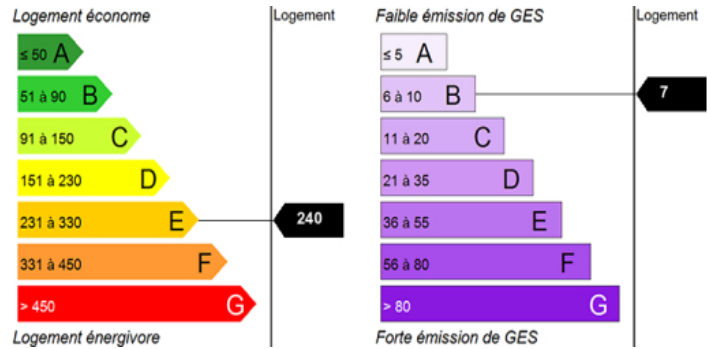 Logement économe
Logement
≤ 50 A
51 à 90 B
91 à 150 C
151 à 230 D
231 à 330 E
240
331 à 450 F
> 450 G
Logement énergivore
Faible émission de GES
Logement
≤ 5 A
6 à 10 B
7
11 à 20 C
21 à 35 D
36 à 55 E
56 à 80 F
> 80 G
Forte émission de GES